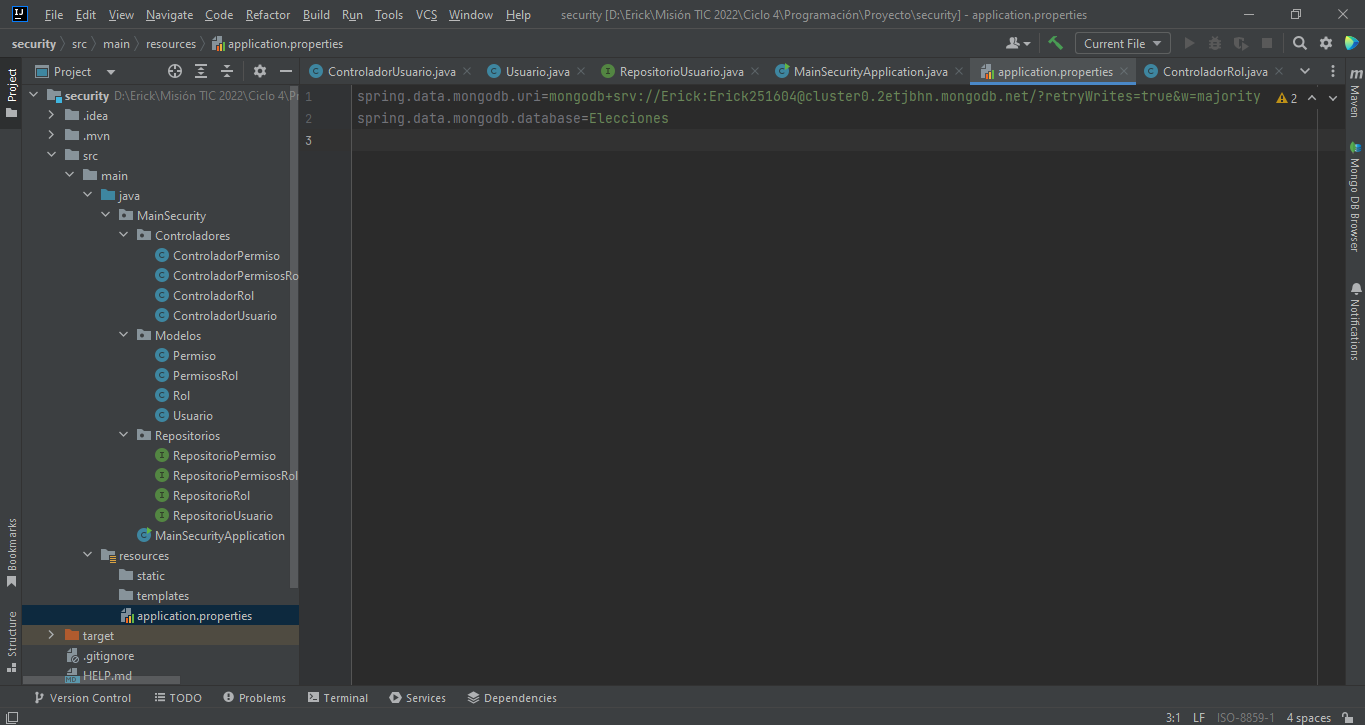 File Edit View Navigate Code Refactor Build Run Tools VCS Window Help security [D:\Erick\Misión TIC 2022\Ciclo 4\Programación\Proyecto\security] - application.properties
security src main resources application.properties Current File
Project
ControladorUsuario.java Usuario.java RepositorioUsuario.java MainSecurityApplication.java application.properties ControladorRol.java
Project
security D:\Erick\Misión TIC 2022\Ciclo 4\P
.idea
.mvn
src
main
java
MainSecurity
Controladores
ControladorPermiso
ControladorPermisosRo
ControladorRol
ControladorUsuario
Modelos
Permiso
PermisosRol
Rol
Usuario
Repositorios
RepositorioPermiso
RepositorioPermisosRol
RepositorioRol
RepositorioUsuario
MainSecurityApplication
resources
static
templates
application.properties
target
.gitignore
HELP.md
1 spring.data.mongodb.uri=mongodb+srv://Erick:Erick251604@cluster0.2etjbhn.mongodb.net/?retryWrites=true&w=majority
2
2 spring.data.mongodb.database=Elecciones
3
Maven
Mongo DB Browser
Notifications
Bookmarks
Structure
Version Control TODO Problems Terminal Services Dependencies
3:1 LF ISO-8859-1 4 spaces